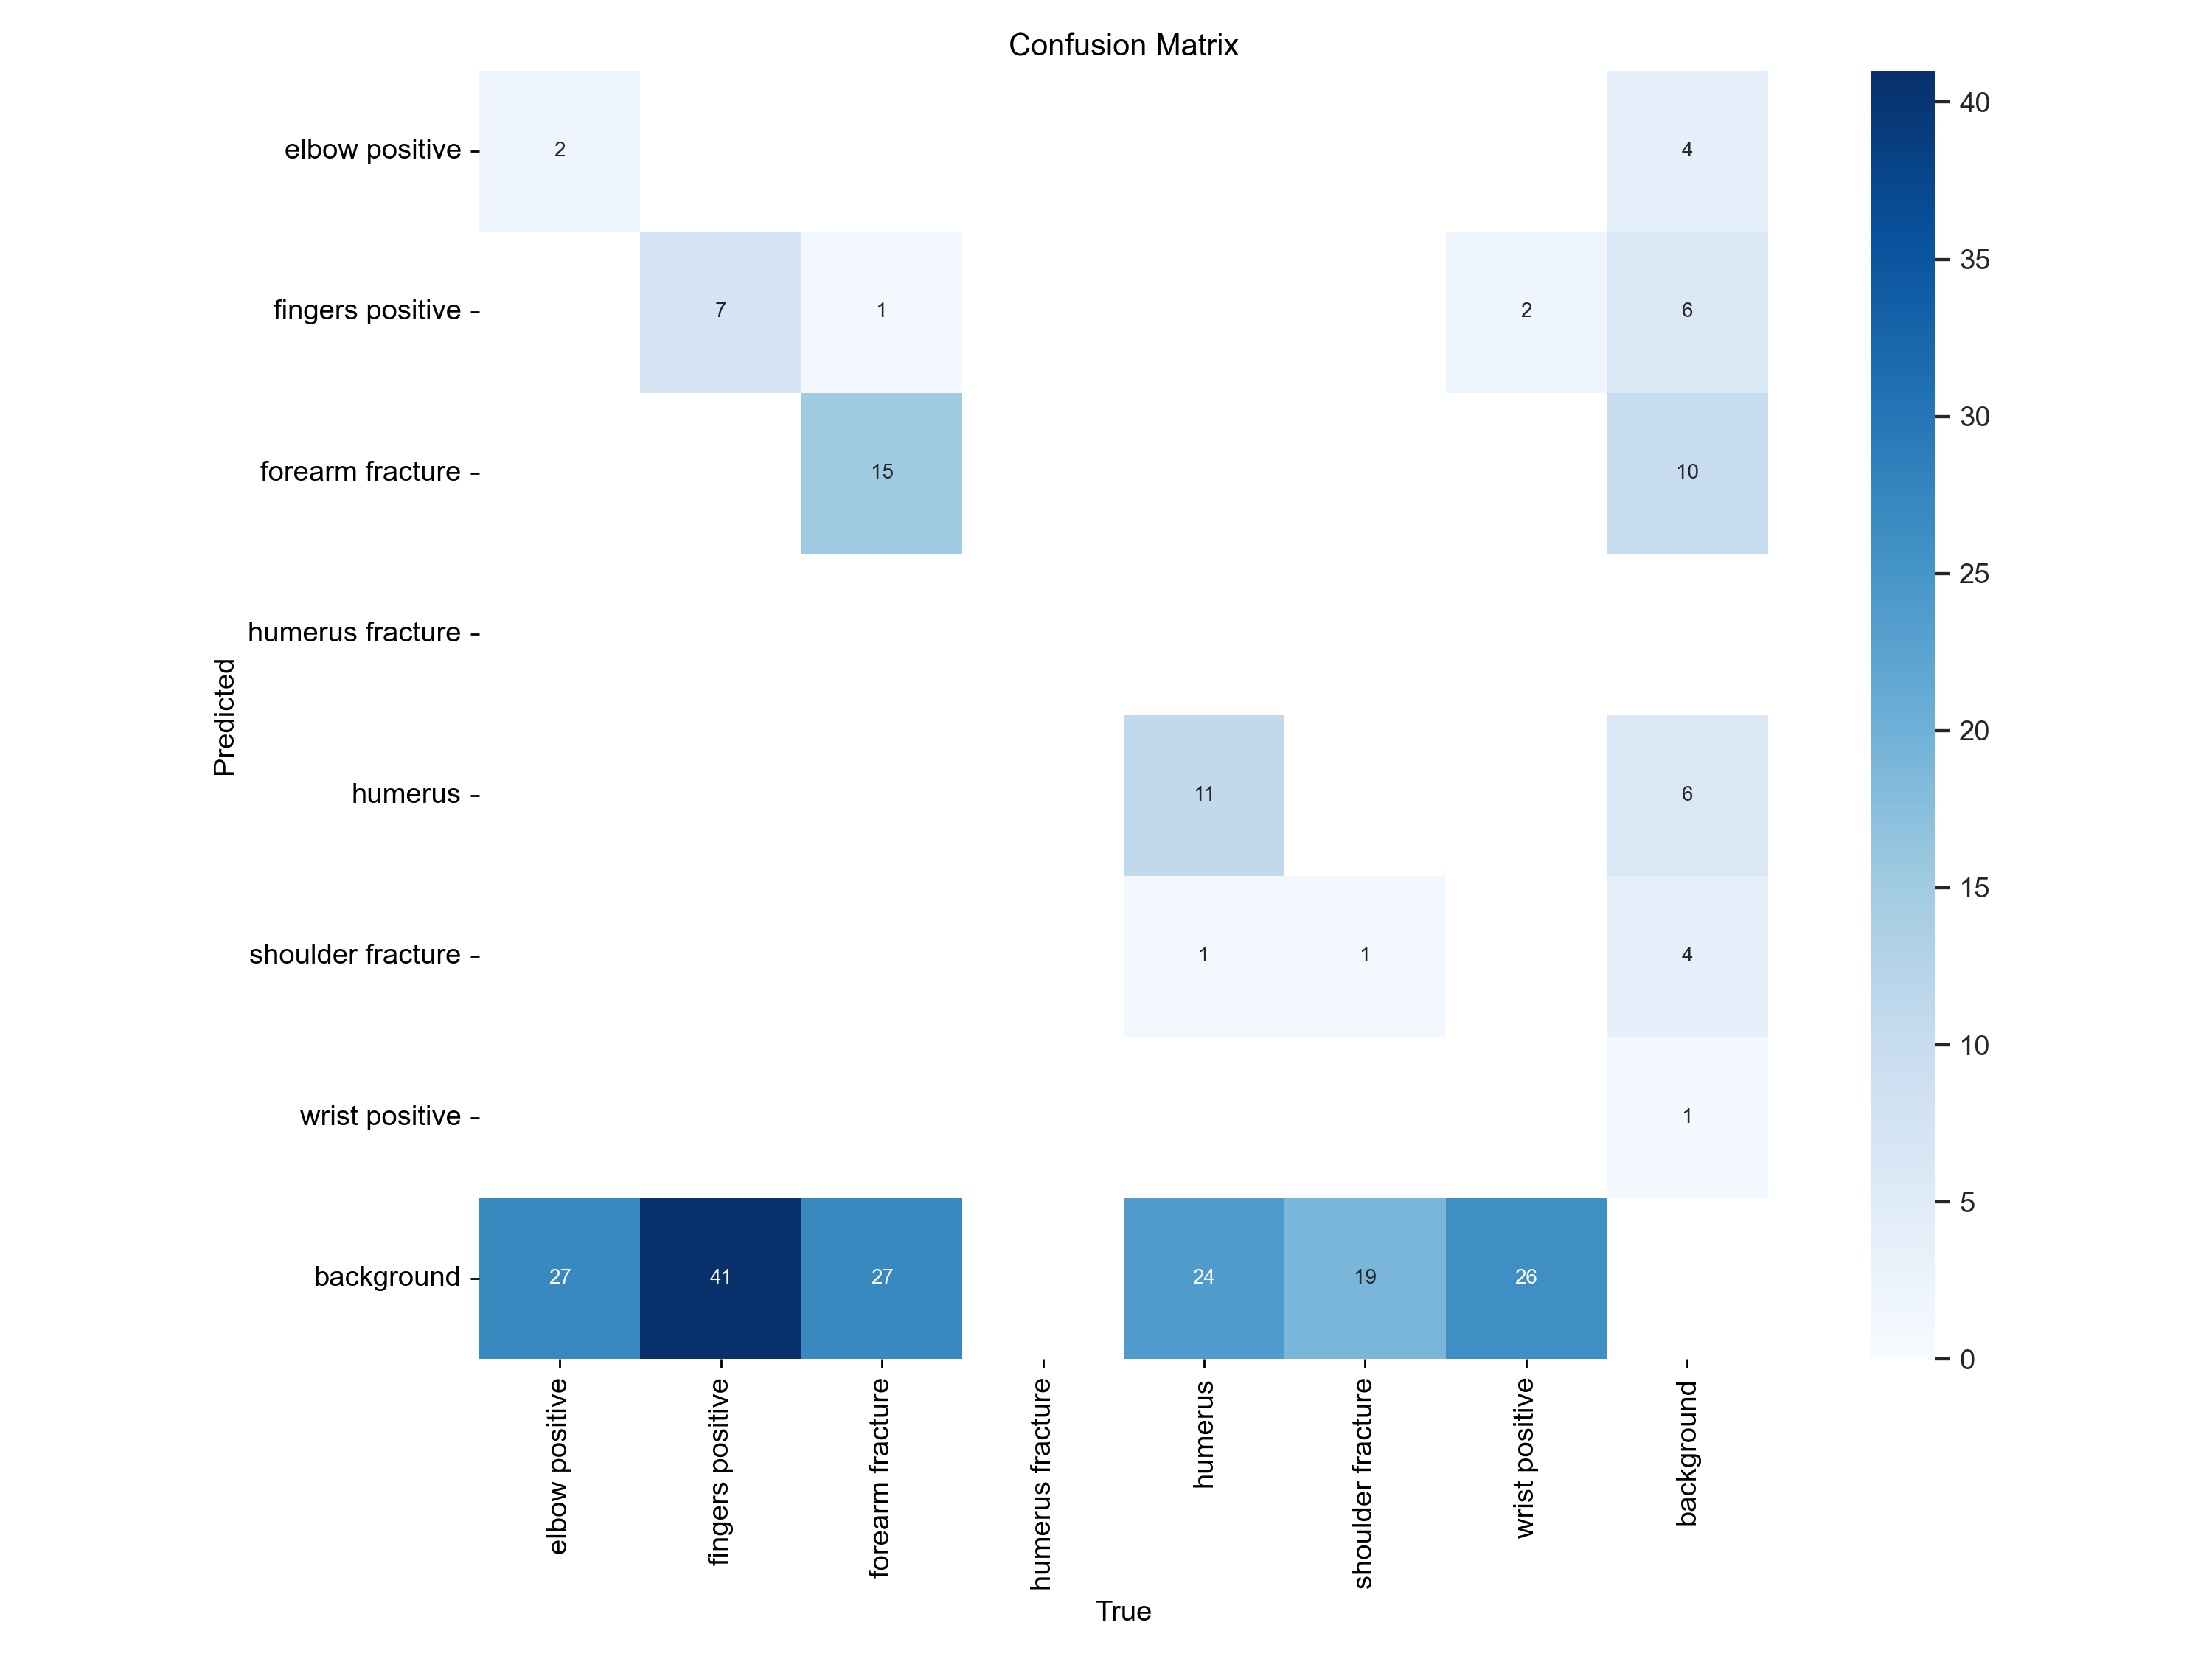 Confusion Matrix
elbow positive
2
4
fingers positive
7
1
2
6
forearm fracture
15
10
humerus fracture
humerus
11
6
shoulder fracture
1
1
4
wrist positive
1
background
27
41
27
24
19
26
Predicted
elbow positive
fingers positive
forearm fracture
humerus fracture
humerus
shoulder fracture
wrist positive
background
True
40
35
30
25
20
15
10
5
0